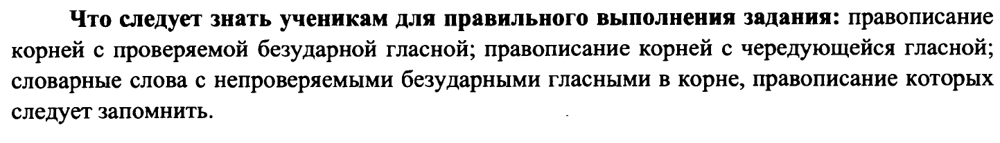 Что следует знать ученикам для правильного выполнения задания: правописание
корней с проверяемой безударной гласной; правописание корней с чередующейся гласной;
словарные слова с непроверяемыми безударными гласными в корне, правописание которых
следует запомнить.